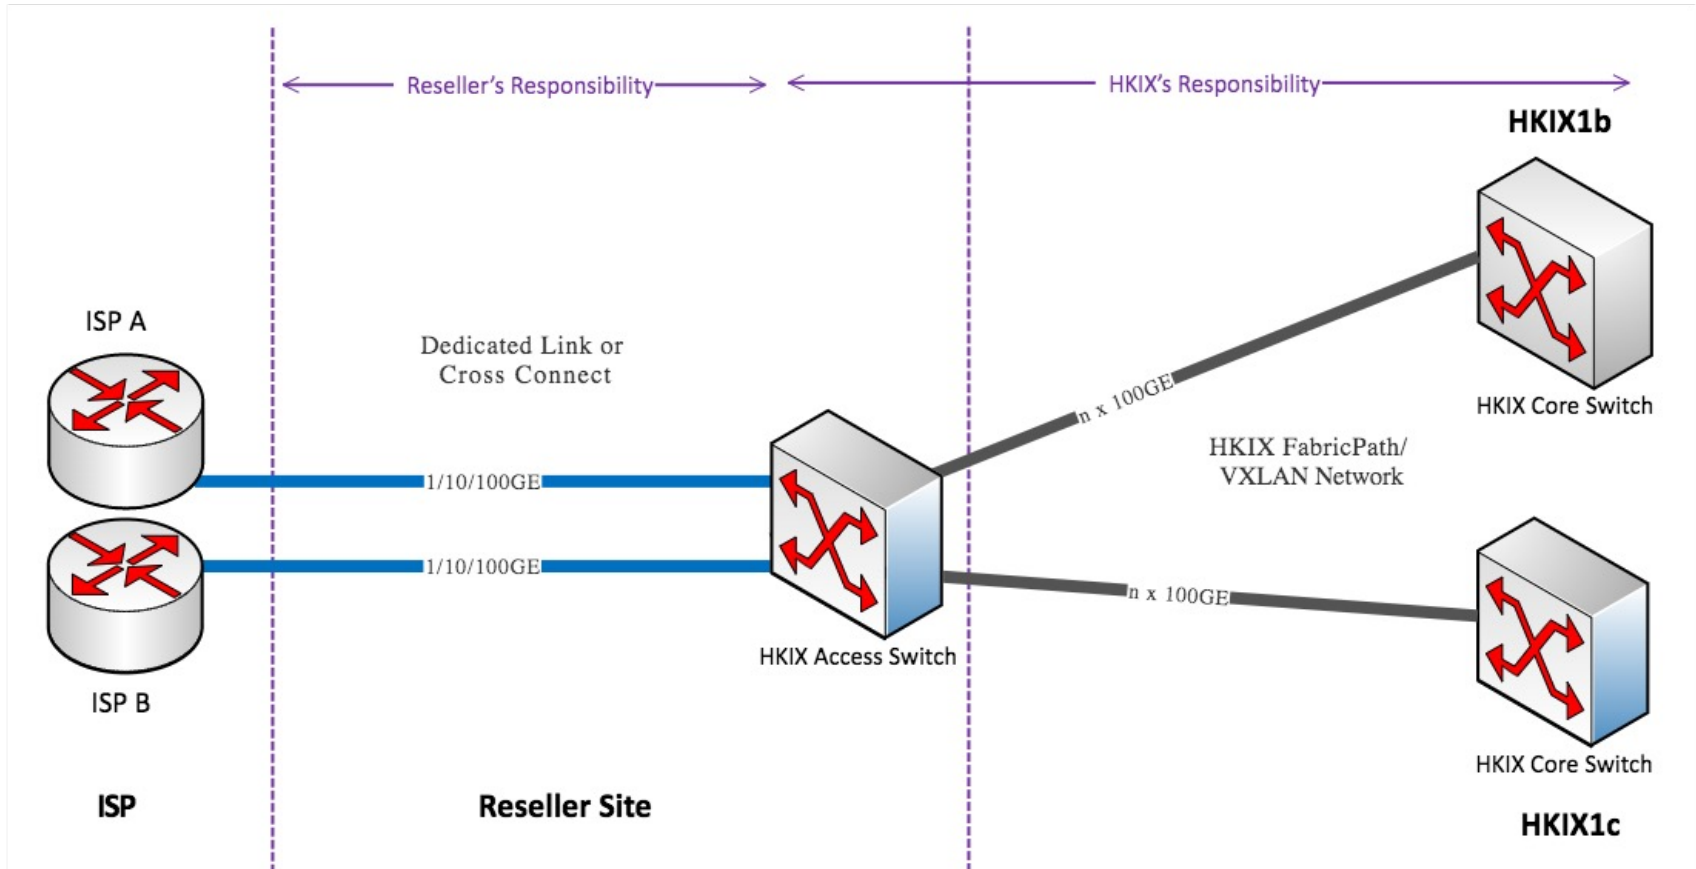 Reseller's Responsibility
HKIX's Responsibility
HKIX1b
ISP A
Dedicated Link or
Cross Connect
n x 100GE
HKIX Core Switch
HKIX FabricPath/
VXLAN Network
1/10/100GE
1/10/100GE
n x 100GE
HKIX Access Switch
ISP B
HKIX Core Switch
ISP
Reseller Site
HKIX1c